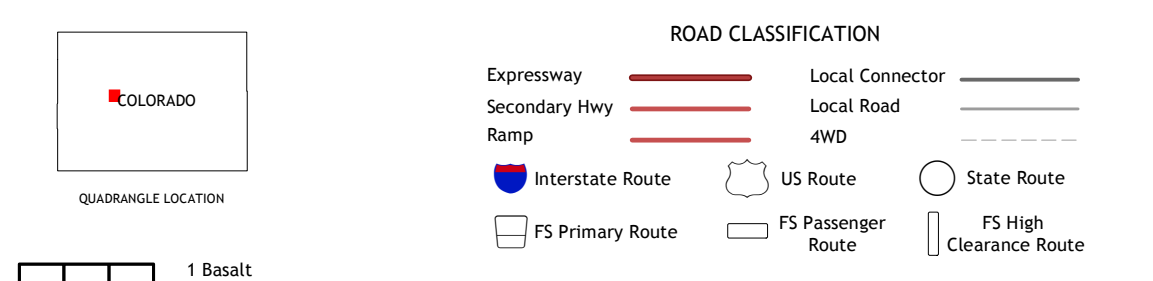 COLORADO
QUADRANGLE LOCATION
1 Basalt
ROAD CLASSIFICATION
Expressway
Local Connector
Secondary Hwy
Local Road
Ramp
4WD
Interstate Route
US Route
State Route
FS Primary Route
FS Passenger
Route
FS High
Clearance Route